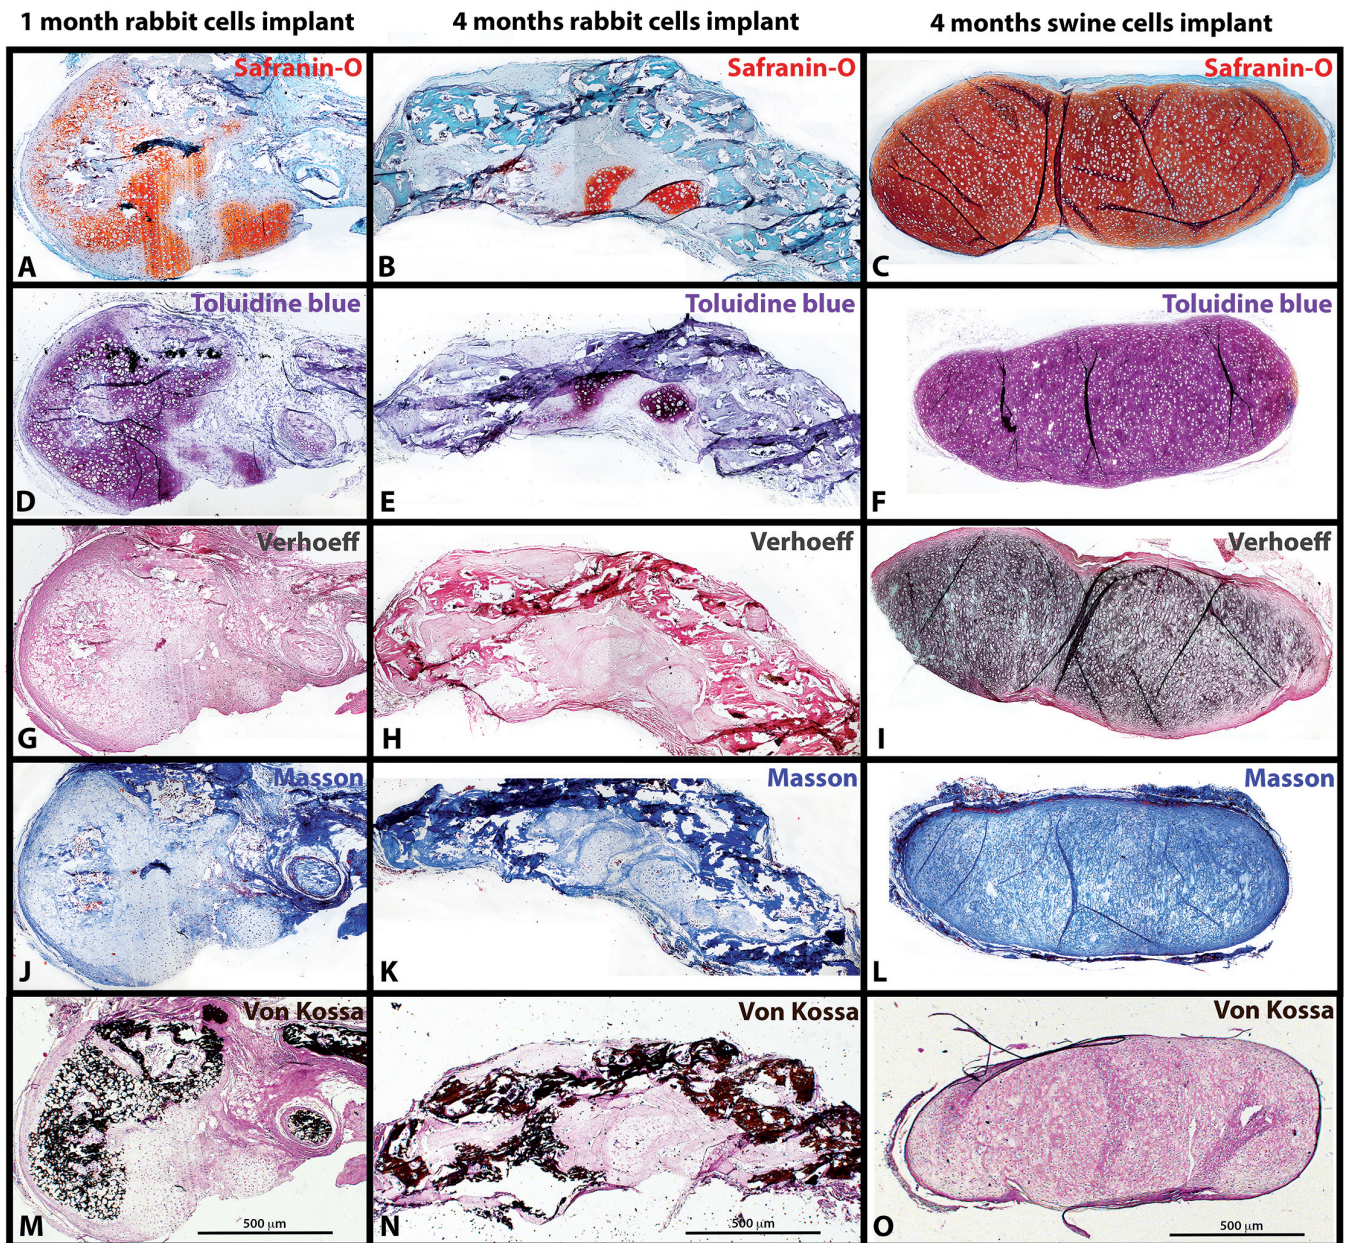 1 month rabbit cells implant
4 months rabbit cells implant
4 months swine cells implant
Safranin-O
A
Safranin-O
B
Safranin-O
C
Toluidine blue
D
Toluidine blue
E
Toluidine blue
F
Verhoeff
G
Verhoeff
H
Verhoeff
I
Masson
J
Masson
K
Masson
L
Von Kossa
M
500 μm
Von Kossa
N
500 μm
Von Kossa
O
500 μm